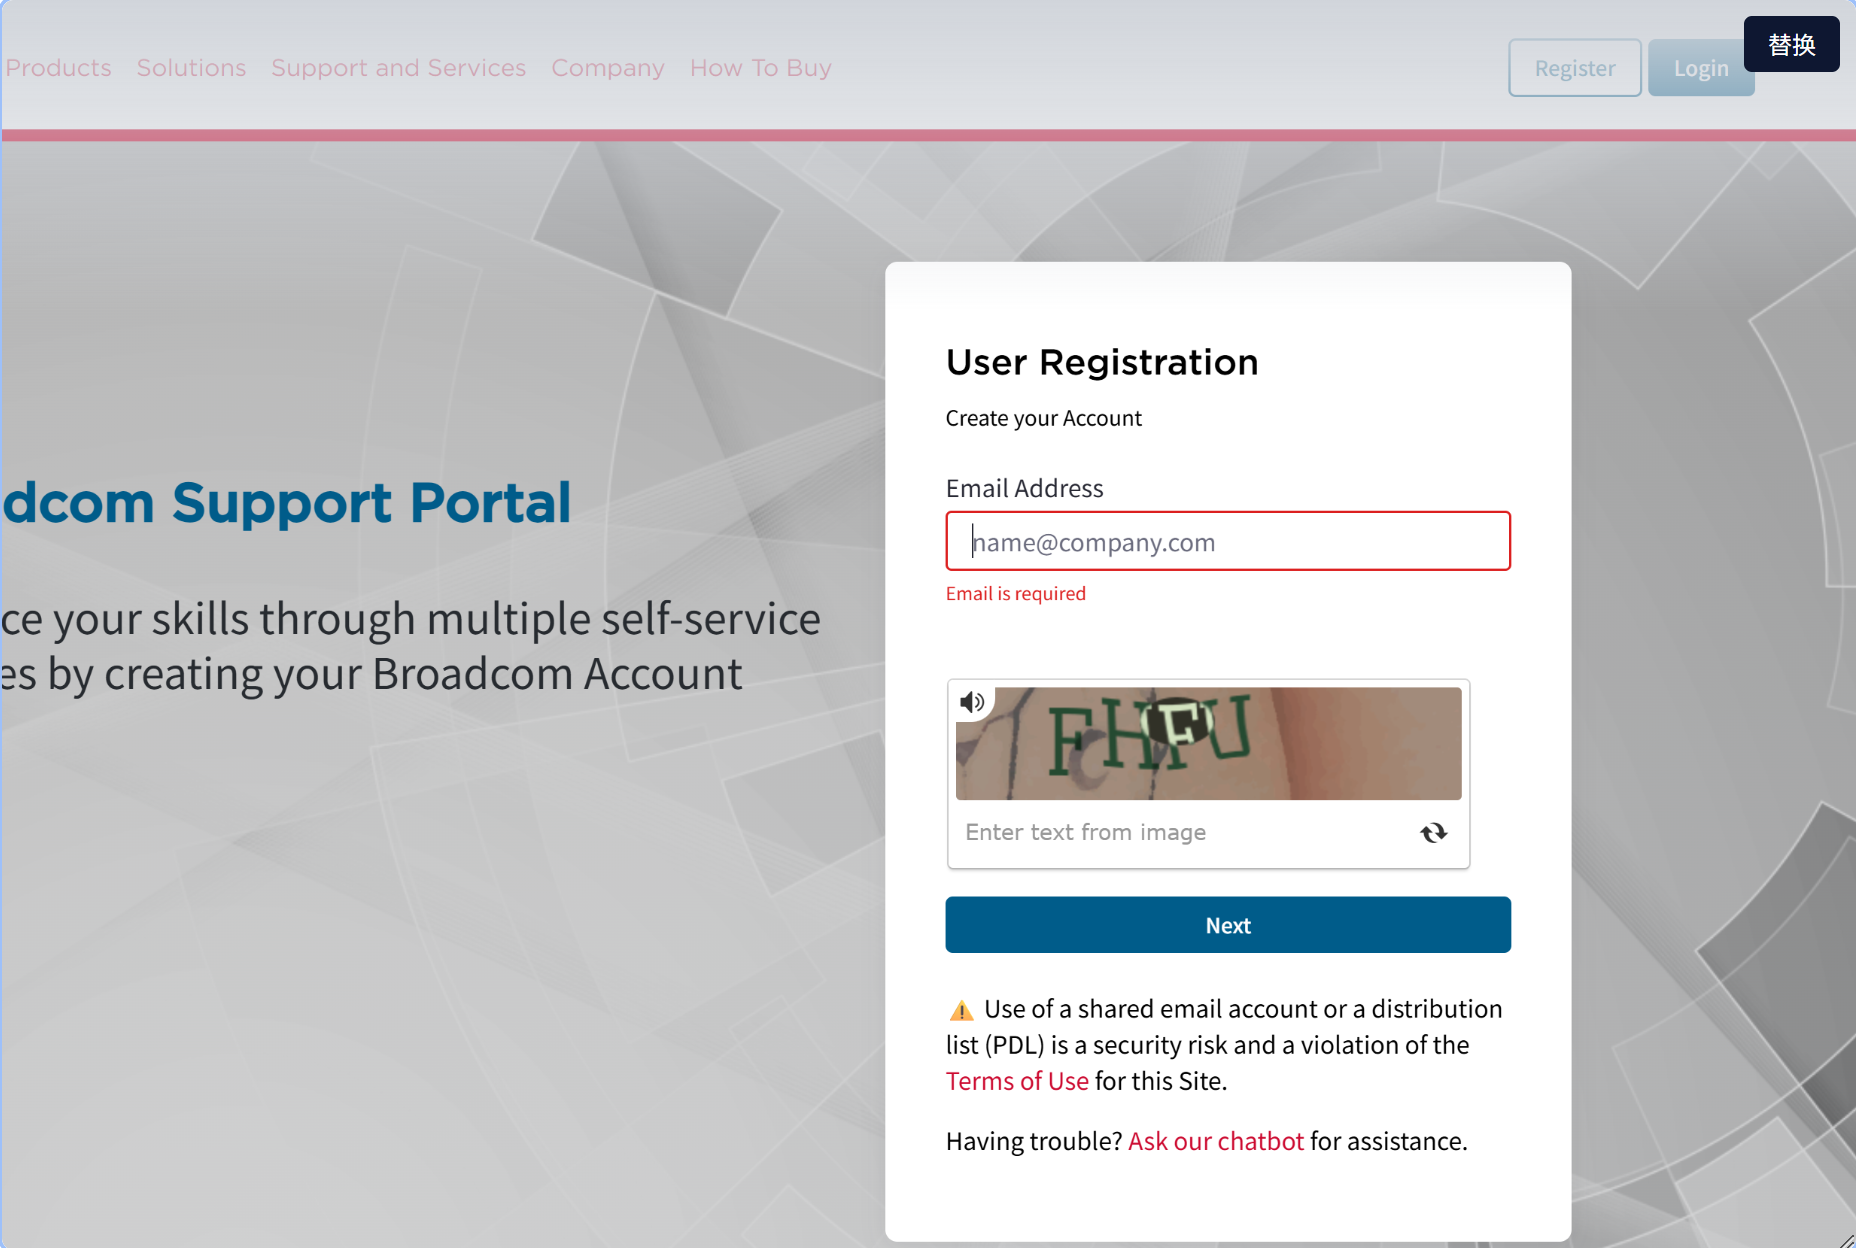 Products Solutions Support and Services Company How To Buy Register Login 替换
User Registration
Create your Account
Email Address
name@company.com
Email is required
dcom Support Portal
ce your skills through multiple self-service
es by creating your Broadcom Account
Enter text from image
Next
⚠ Use of a shared email account or a distribution
list (PDL) is a security risk and a violation of the
Terms of Use for this Site.
Having trouble? Ask our chatbot for assistance.